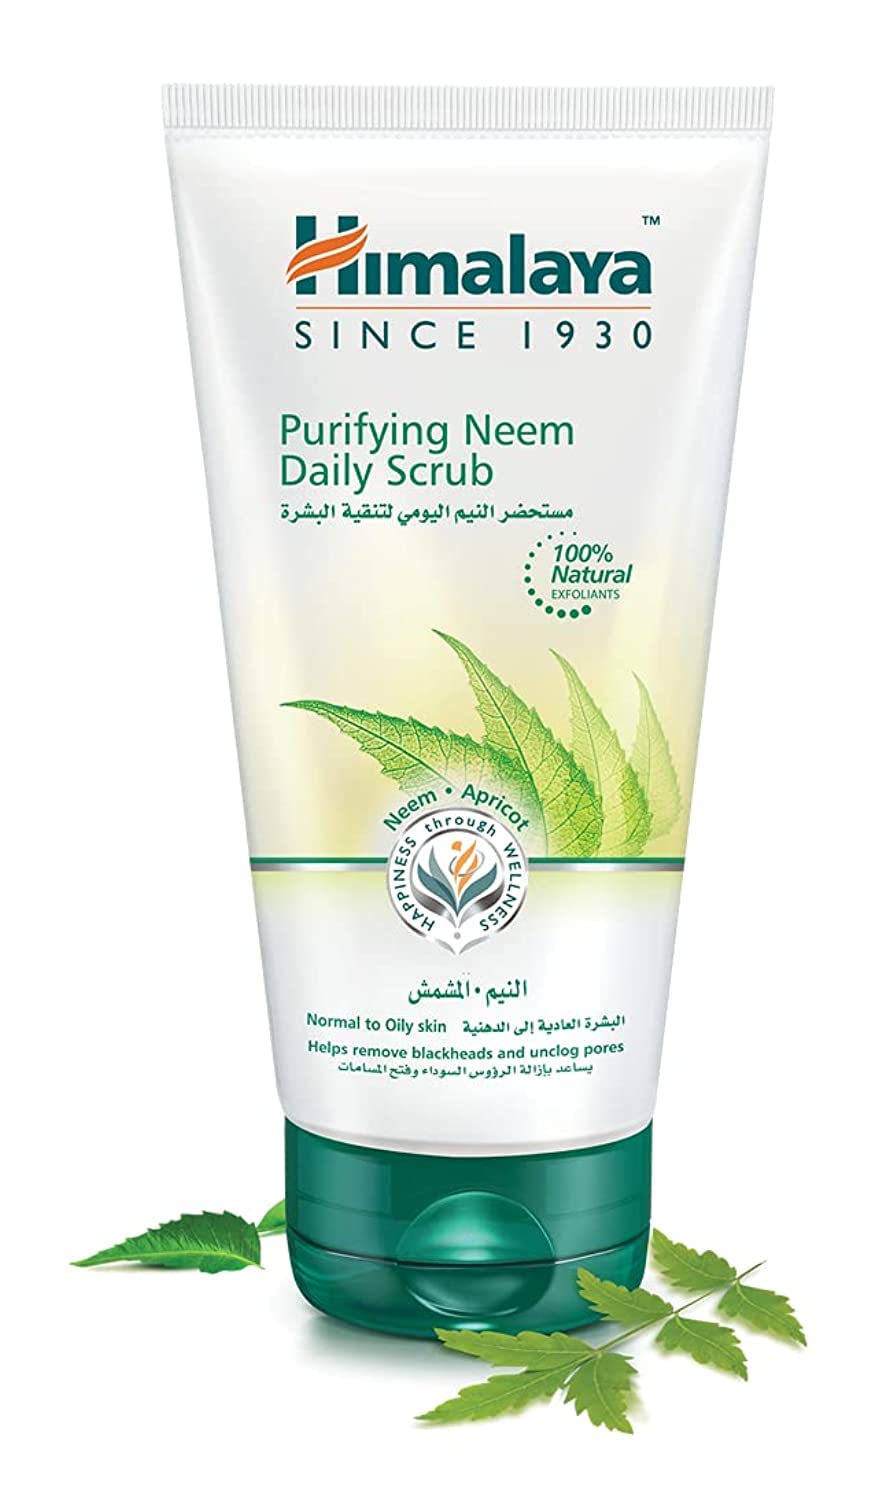 Himalaya™
SINCE 1930
Purifying Neem
Daily Scrub
مستحضر النيم اليومي لتنقية البشرة
100%
Natural
EXFOLIANTS
Neem • Apricot
HAPPINESS through WELLNESS
النيم • المشمش
Normal to Oily skin البشرة العادية إلى الدهنية
Helps remove blackheads and unclog pores
يساعد بإزالة الرؤوس السوداء وفتح المسامات